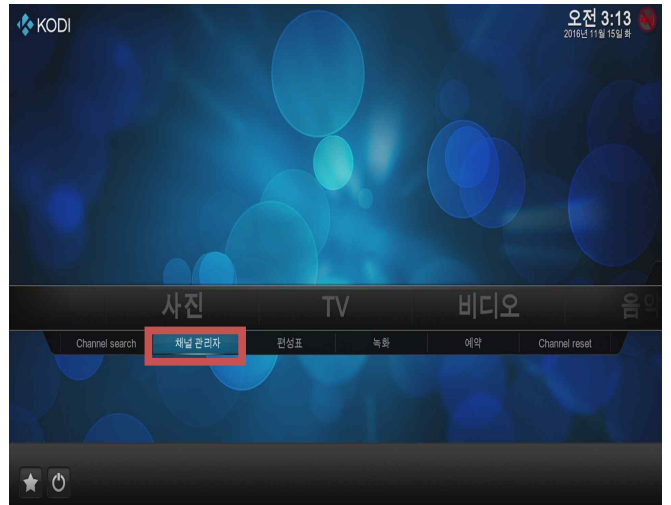 KODI
오전 3:13
2016년 11월 15일 화
사진 TV 비디오 음악
Channel search 채널 관리자 편성표 녹화 예약 Channel reset